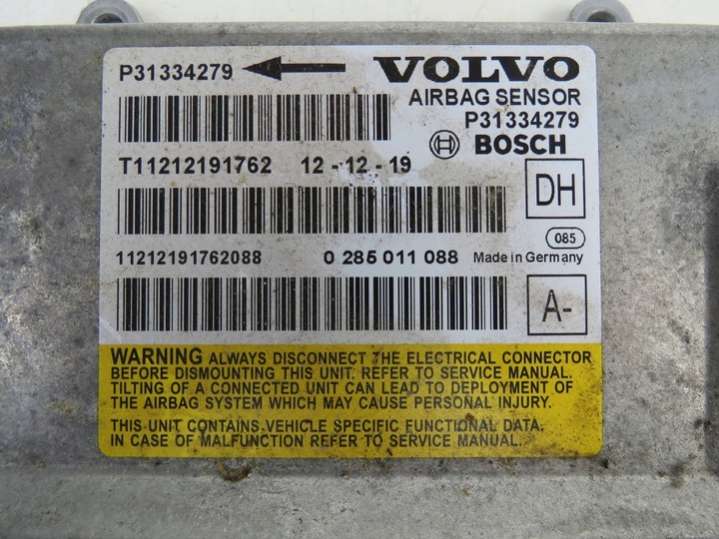 P31334279 VOLVO
AIRBAG SENSOR
P31334279
BOSCH
T11212191762 12-12-19
DH
085
11212191762088 0 285 011 088 Made in Germany
A-
WARNING ALWAYS DISCONNECT THE ELECTRICAL CONNECTOR
BEFORE DISMOUNTING THIS UNIT. REFER TO SERVICE MANUAL.
TILTING OF A CONNECTED UNIT CAN LEAD TO DEPLOYMENT OF
THE AIRBAG SYSTEM WHICH MAY CAUSE PERSONAL INJURY.
THIS UNIT CONTAINS VEHICLE SPECIFIC FUNCTIONAL DATA,
IN CASE OF MALFUNCTION REFER TO SERVICE MANUAL.